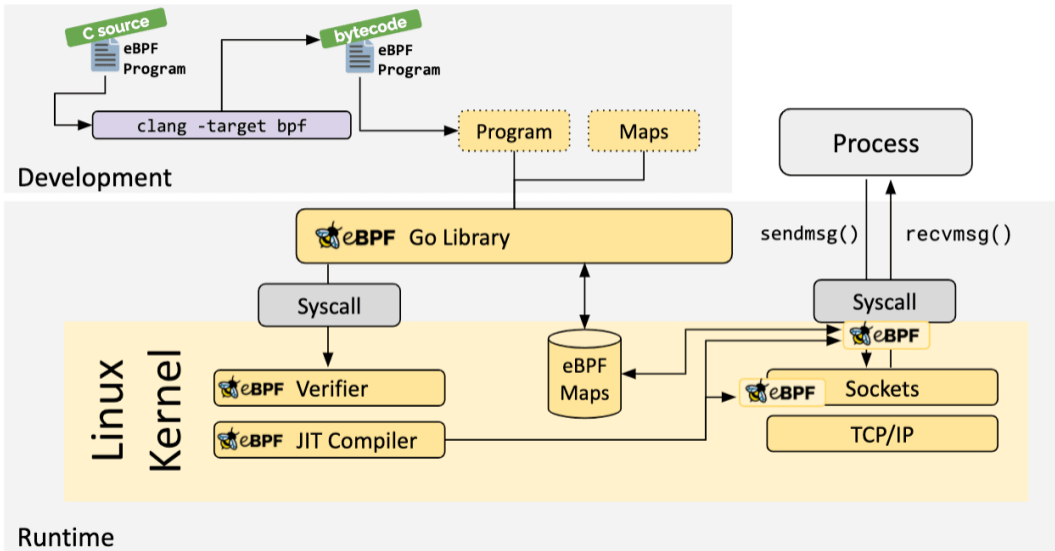 C source
eBPF
Program
bytecode
eBPF
Program
clang -target bpf
Program
Maps
Development
Process
eBPF Go Library
sendmsg()
recvmsg()
Syscall
Syscall
Linux
Kernel
eBPF
eBPF
Maps
eBPF Verifier
eBPF
Sockets
eBPF JIT Compiler
TCP/IP
Runtime